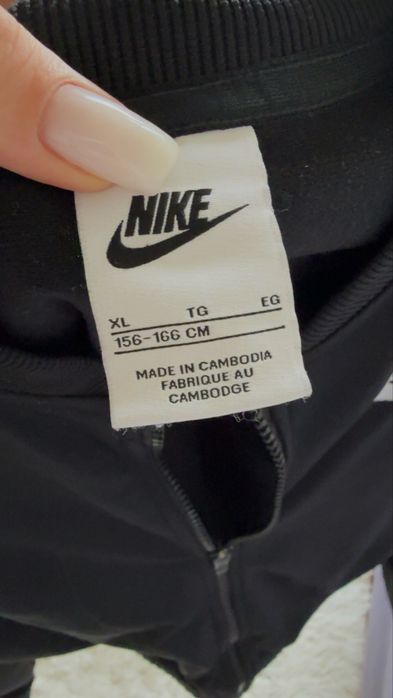 NIKE
XL TG EG
156-166 CM
MADE IN CAMBODIA
FABRIQUE AU
CAMBODGE